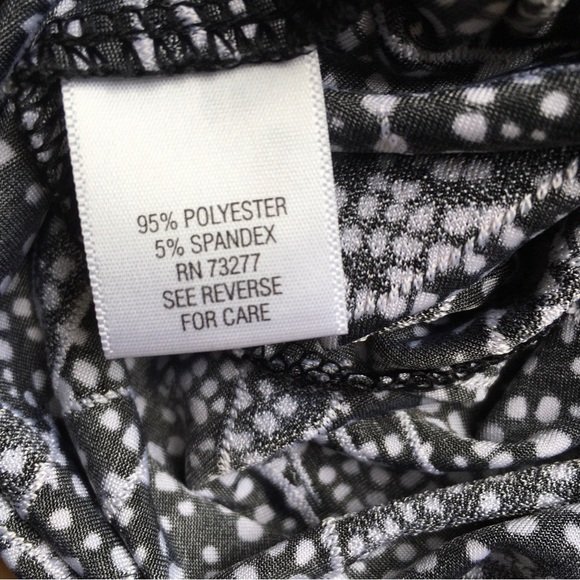 95% POLYESTER
5% SPANDEX
RN 73277
SEE REVERSE
FOR CARE